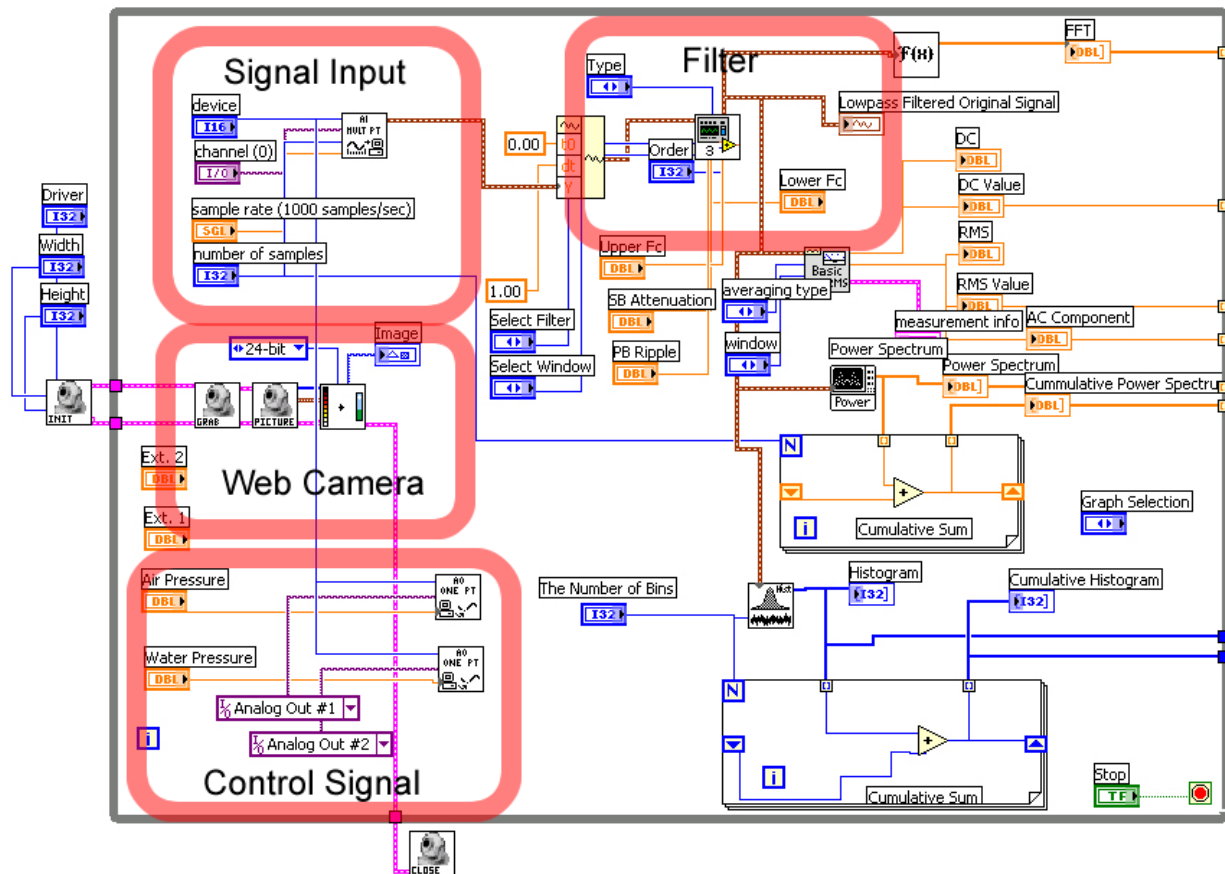 Signal Input
device
I16
channel (0)
I/0
sample rate (1000 samples/sec)
SGL
number of samples
I32
AI
MULT PT
Driver
I32
Width
I32
Height
I32
INIT
24-bit
Image
GRAB
PICTURE
Web Camera
Ext. 2
DBL
Ext. 1
DBL
Air Pressure
DBL
Water Pressure
DBL
AO
ONE PT
AO
ONE PT
I/O Analog Out #1
I/O Analog Out #2
i
Control Signal
CLOSE
Filter
Type
0.00
t0
dt
Y
1.00
Order
I32
3
Lower Fc
DBL
Upper Fc
DBL
SB Attenuation
DBL
PB Ripple
DBL
Select Filter
Select Window
F(x)
FFT
DBL]
Lowpass Filtered Original Signal
DC
DBL
DC Value
DBL
RMS
DBL
RMS Value
DBL
Basic
averaging type
window
measurement info
AC Component
DBL
Power Spectrum
Power
Power Spectrum
DBL]
Cummulative Power Spectru
DBL]
N
i
Cumulative Sum
Graph Selection
The Number of Bins
I32
Hist
Histogram
I32]
Cumulative Histogram
I32]
N
i
Cumulative Sum
Stop
TF